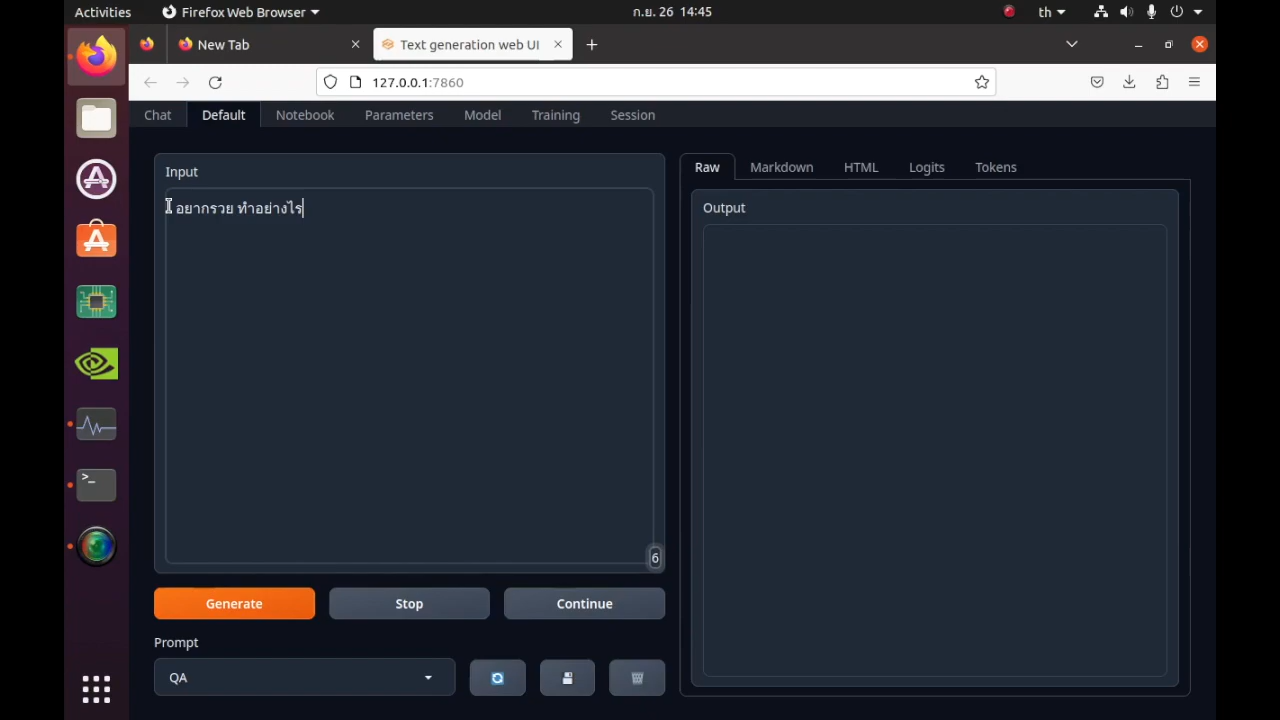 Activities Firefox Web Browser ก.ย. 26 14:45 th
New Tab Text generation web UI
127.0.0.1:7860
Chat Default Notebook Parameters Model Training Session
Input
อยากรวย ทำอย่างไร
6
Generate Stop Continue
Prompt
QA
Raw Markdown HTML Logits Tokens
Output